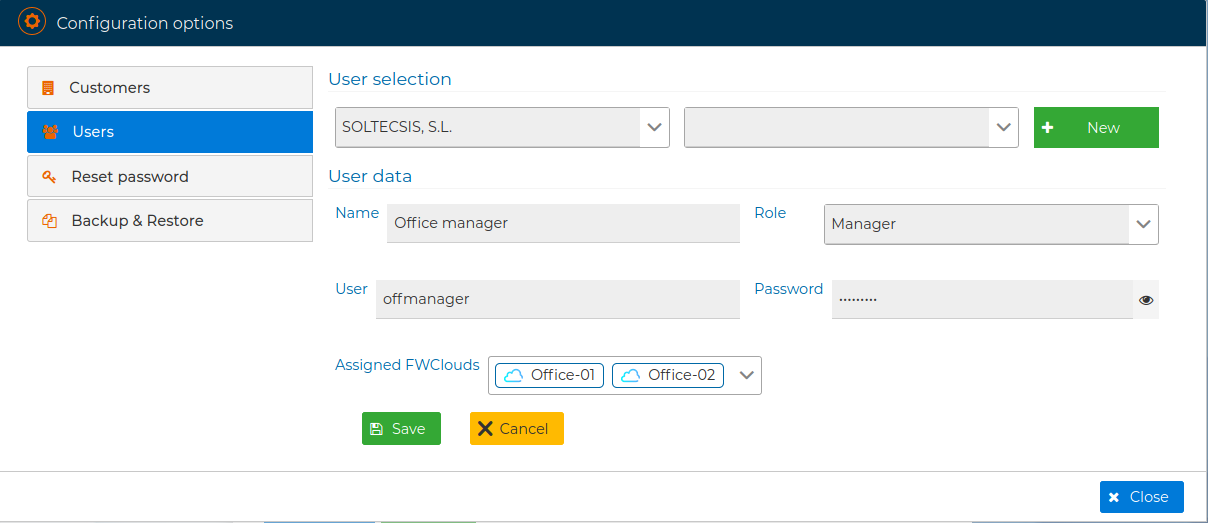 Configuration options
Customers
Users
Reset password
Backup & Restore
User selection
SOLTECSIS, S.L.
New
User data
Name Office manager Role Manager
User offmanager Password ·········
Assigned FWClouds Office-01 Office-02
Save Cancel
Close